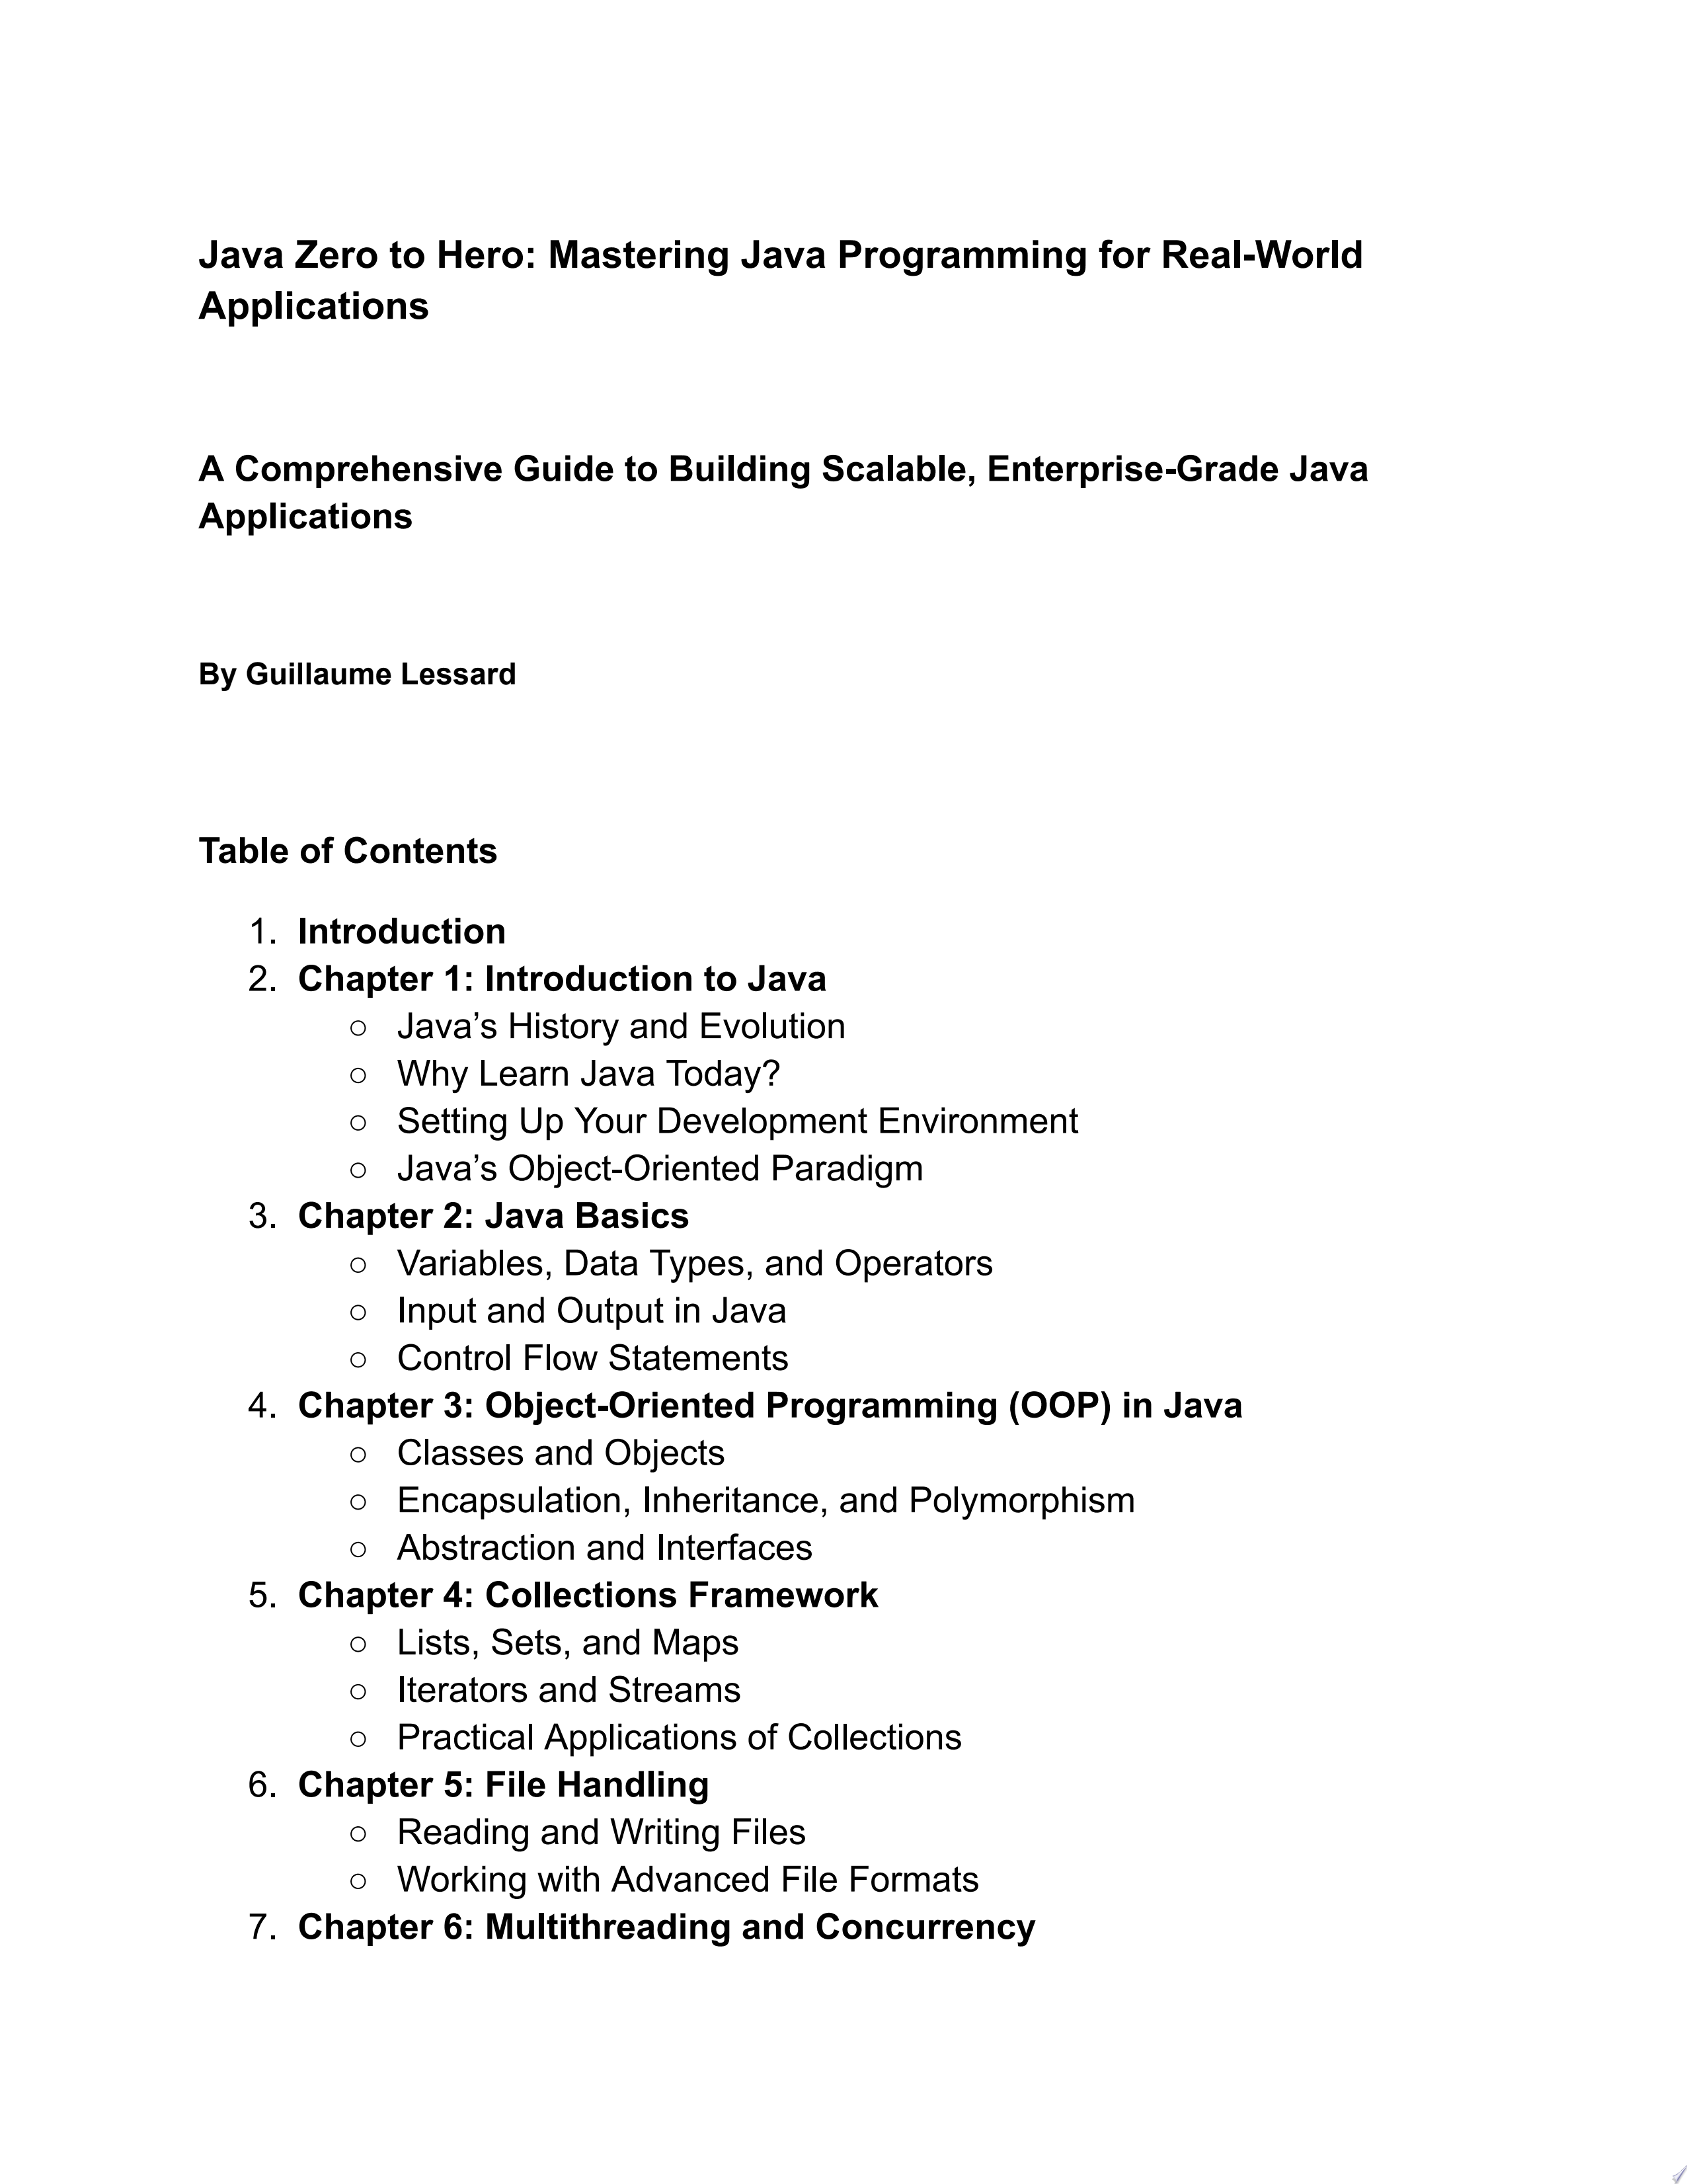 Java Zero to Hero: Mastering Java Programming for Real-World
Applications
A Comprehensive Guide to Building Scalable, Enterprise-Grade Java
Applications
By Guillaume Lessard
Table of Contents
1. Introduction
2. Chapter 1: Introduction to Java
○ Java’s History and Evolution
○ Why Learn Java Today?
○ Setting Up Your Development Environment
○ Java’s Object-Oriented Paradigm
3. Chapter 2: Java Basics
○ Variables, Data Types, and Operators
○ Input and Output in Java
○ Control Flow Statements
4. Chapter 3: Object-Oriented Programming (OOP) in Java
○ Classes and Objects
○ Encapsulation, Inheritance, and Polymorphism
○ Abstraction and Interfaces
5. Chapter 4: Collections Framework
○ Lists, Sets, and Maps
○ Iterators and Streams
○ Practical Applications of Collections
6. Chapter 5: File Handling
○ Reading and Writing Files
○ Working with Advanced File Formats
7. Chapter 6: Multithreading and Concurrency